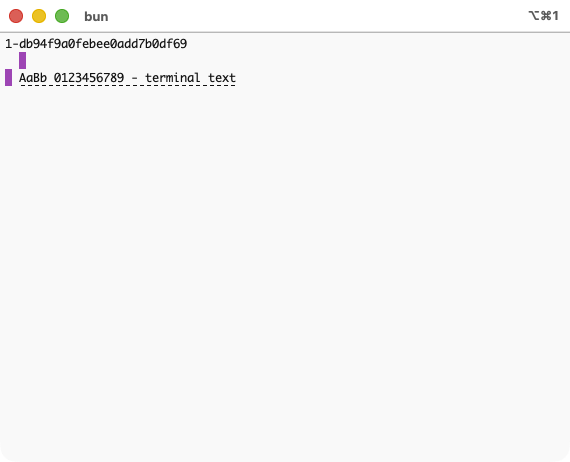 bun
⌥⌘1
1-db94f9a0febee0add7b0df69
AaBb 0123456789 - terminal text